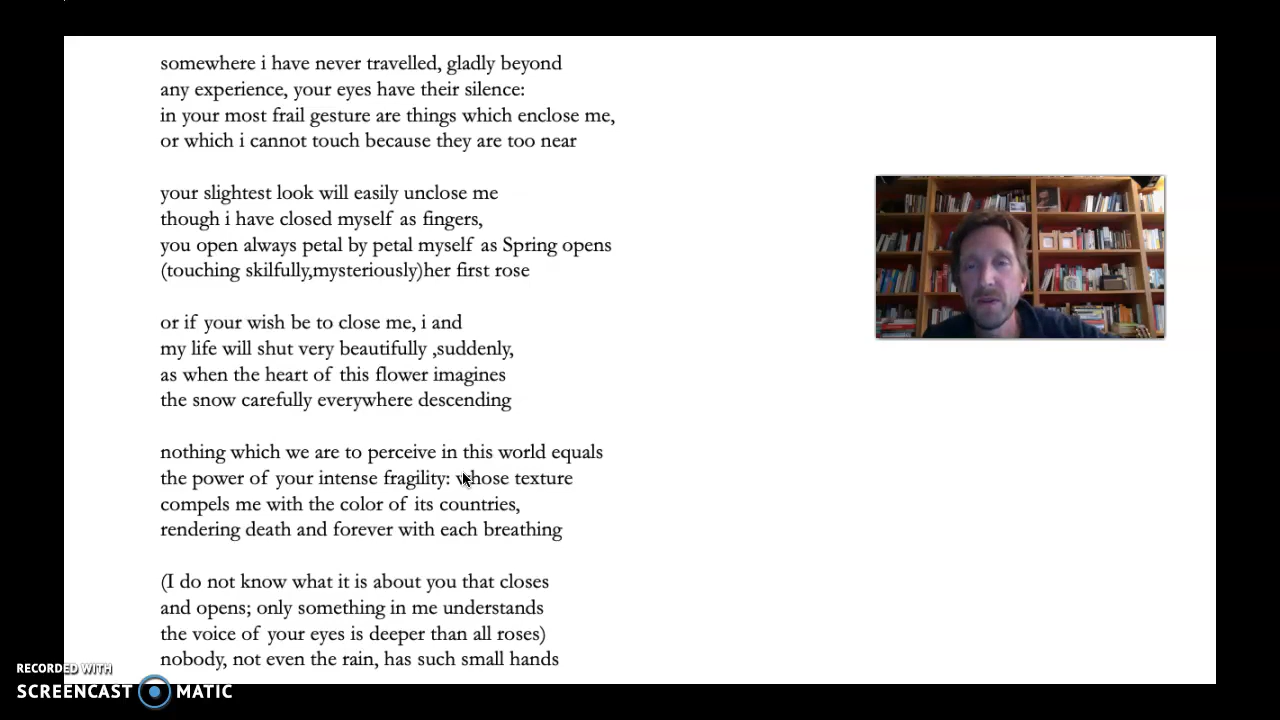 somewhere i have never travelled, gladly beyond
any experience, your eyes have their silence:
in your most frail gesture are things which enclose me,
or which i cannot touch because they are too near
your slightest look will easily unclose me
though i have closed myself as fingers,
you open always petal by petal myself as Spring opens
(touching skilfully,mysteriously)her first rose
or if your wish be to close me, i and
my life will shut very beautifully ,suddenly,
as when the heart of this flower imagines
the snow carefully everywhere descending
nothing which we are to perceive in this world equals
the power of your intense fragility: whose texture
compels me with the color of its countries,
rendering death and forever with each breathing
(I do not know what it is about you that closes
and opens; only something in me understands
the voice of your eyes is deeper than all roses)
nobody, not even the rain, has such small hands
RECORDED WITH
SCREENCAST MATIC